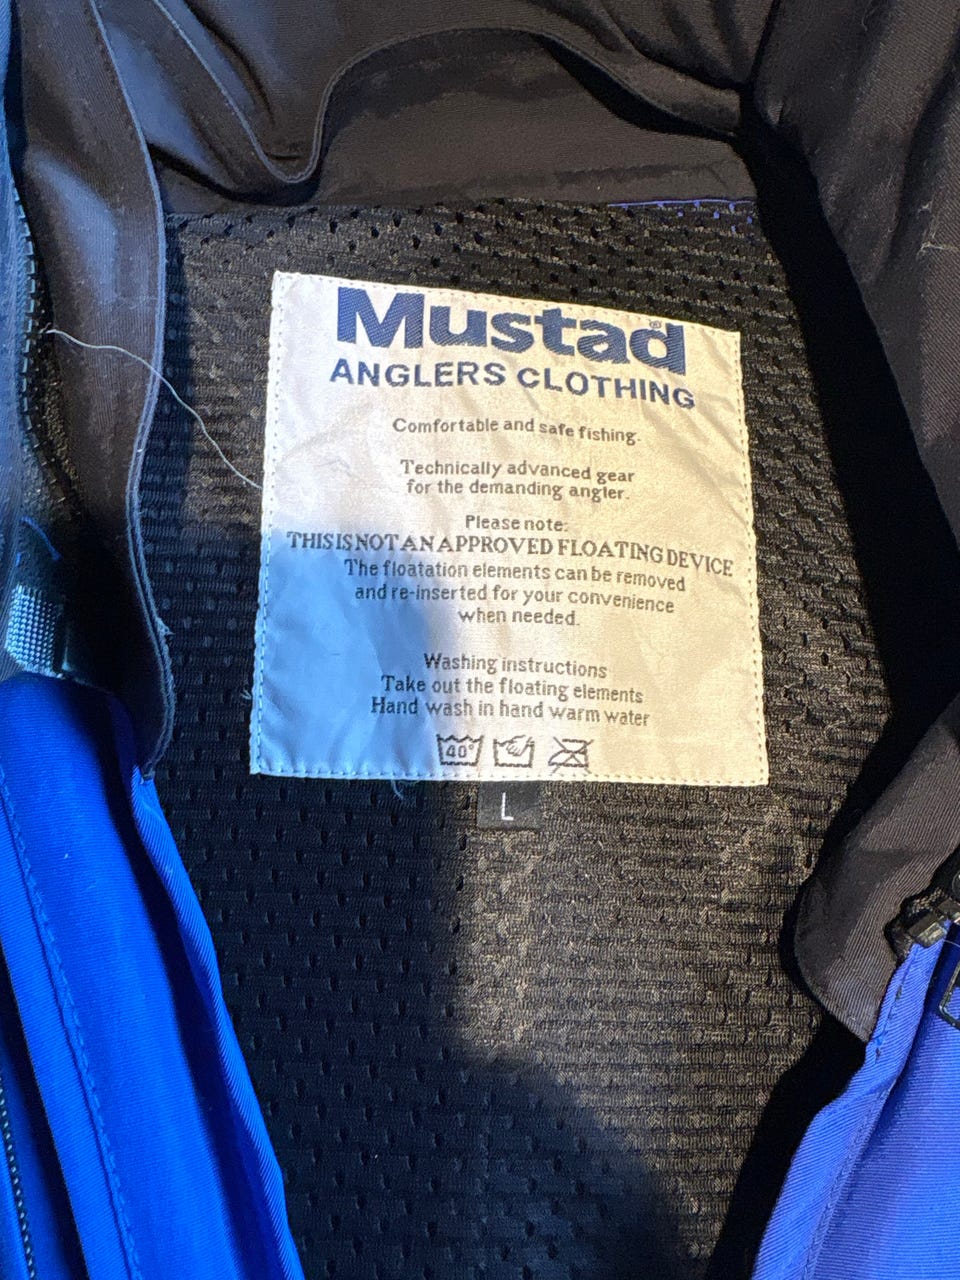 Mustad®
ANGLERS CLOTHING
Comfortable and safe fishing.
Technically advanced gear
for the demanding angler.
Please note:
THIS IS NOT AN APPROVED FLOATING DEVICE
The floatation elements can be removed
and re-inserted for your convenience
when needed.
Washing instructions
Take out the floating elements
Hand wash in hand warm water
40°
L